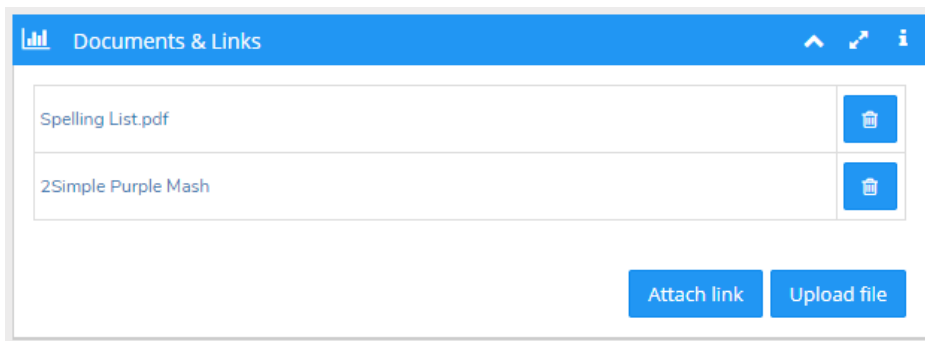 Documents & Links
Spelling List.pdf
2Simple Purple Mash
Attach link
Upload file